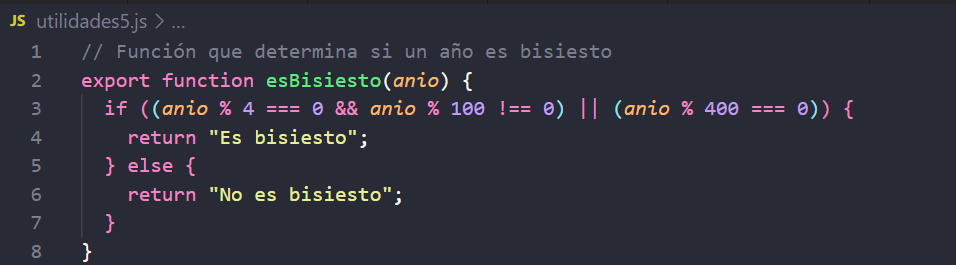 JS utilidades5.js > ...
1 // Función que determina si un año es bisiesto
2 export function esBisiesto(anio) {
3   if ((anio % 4 === 0 && anio % 100 !== 0) || (anio % 400 === 0)) {
4     return "Es bisiesto";
5   } else {
6     return "No es bisiesto";
7   }
8 }